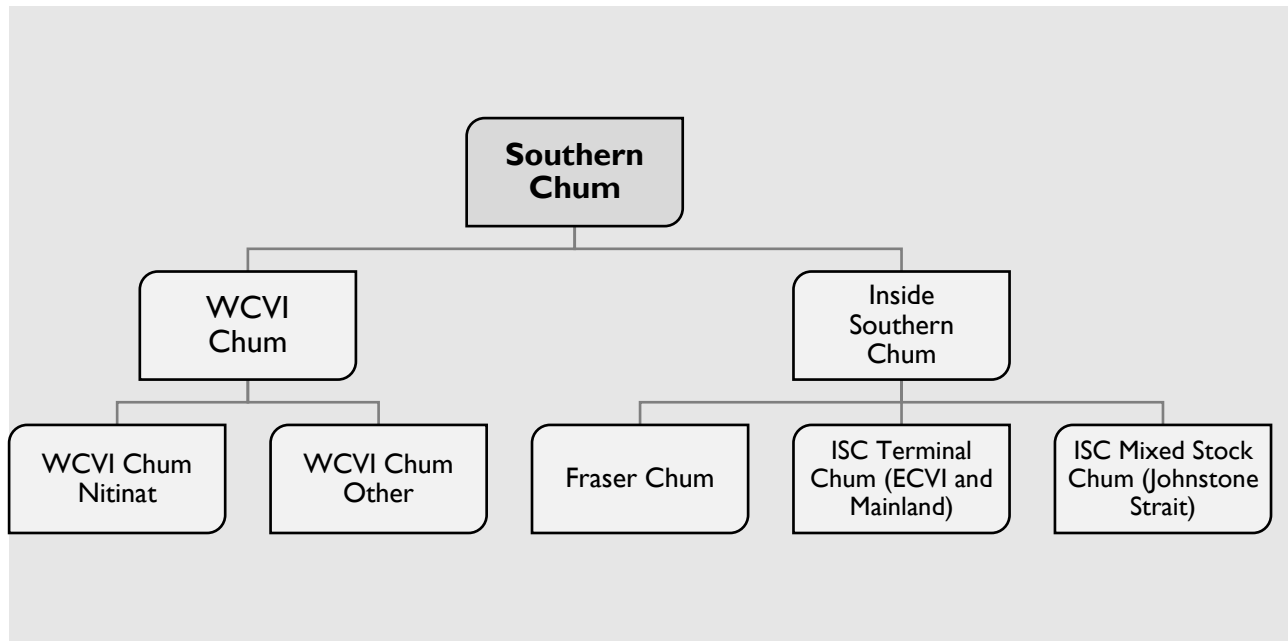 Southern
Chum
WCVI
Chum
Inside
Southern
Chum
WCVI Chum
Nitinat
WCVI Chum
Other
Fraser Chum
ISC Terminal
Chum (ECVI and
Mainland)
ISC Mixed Stock
Chum (Johnstone
Strait)